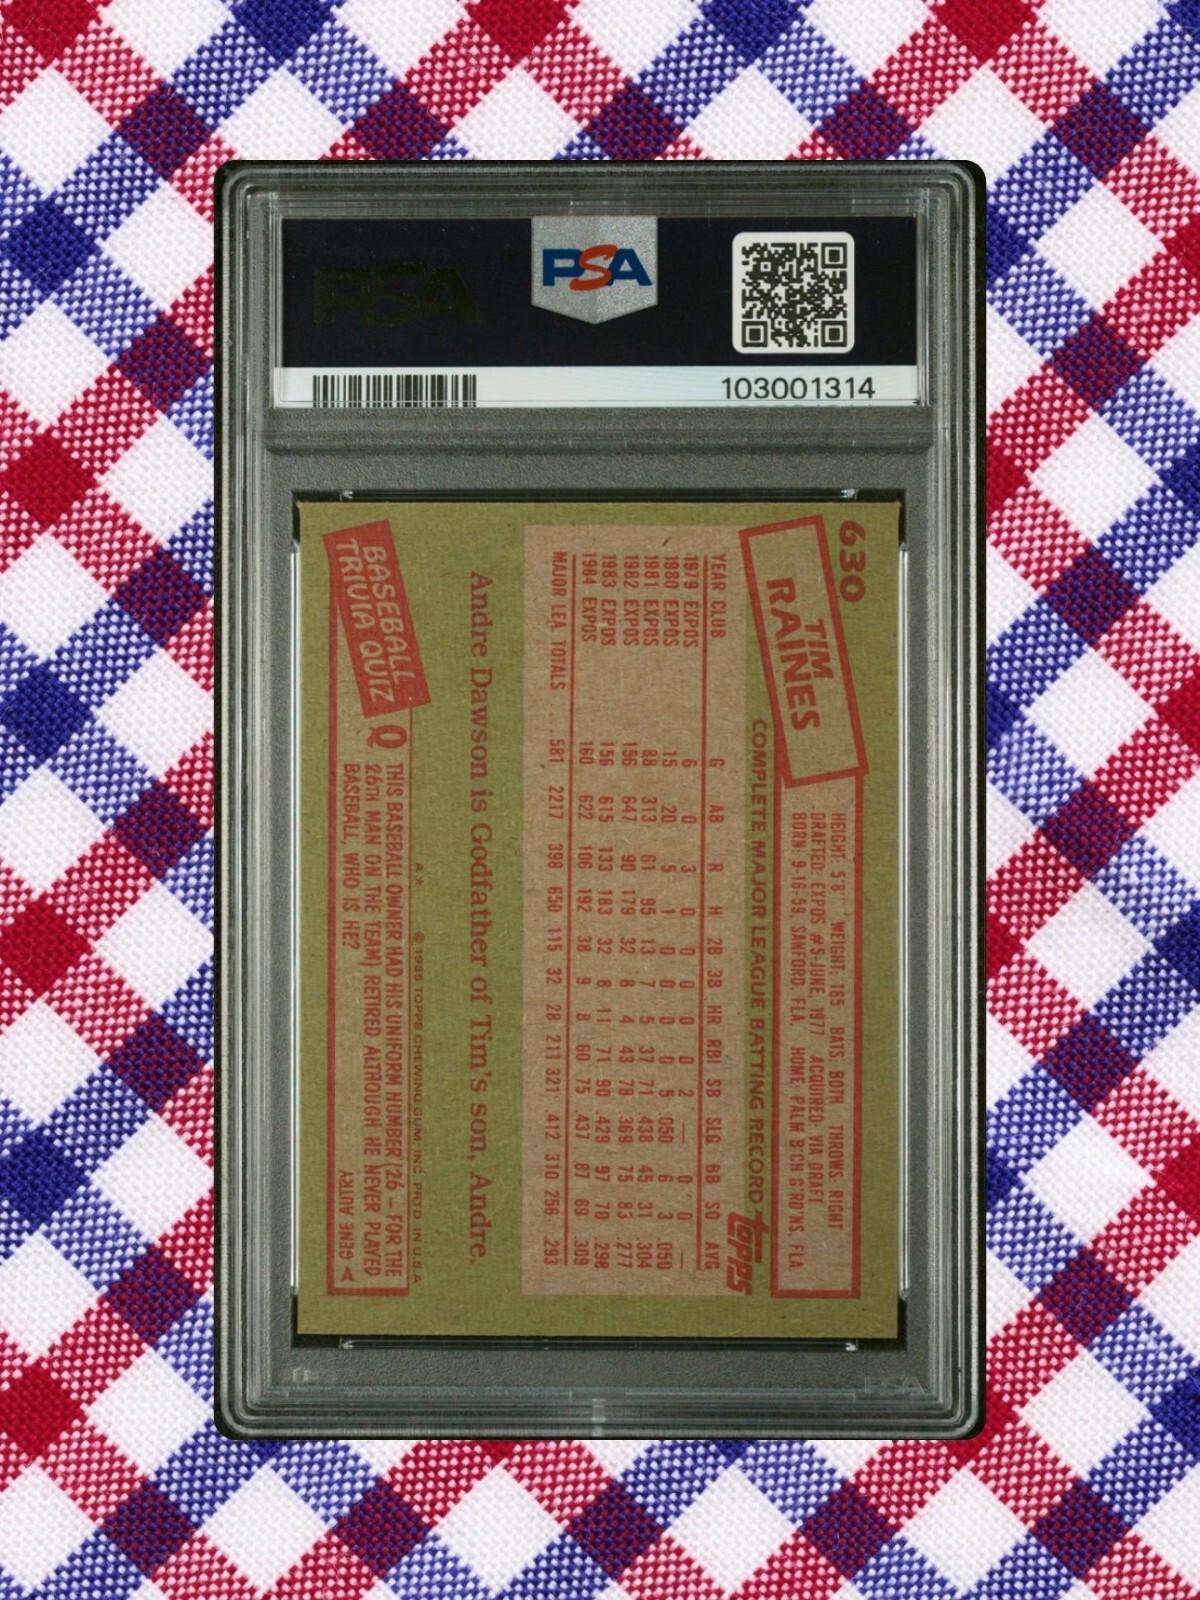 PSA
PSA
103001314
630
TIM
RAINES
HEIGHT: 5'8" WEIGHT: 165 BATS: BOTH THROWS: RIGHT
DRAFTED: EXPOS #5-JUNE, 1977 ACQUIRED: VIA DRAFT
BORN: 9-16-59, SANFORD, FLA. HOME: PALM B'CH G'RD'NS, FLA.
COMPLETE MAJOR LEAGUE BATTING RECORD
topps
YEAR CLUB G AB R H 2B 3B HR RBI SB SLG BB SO AVG
1979 EXPOS 6 0 3 0 0 0 0 0 2 — 0 0 —
1980 EXPOS 15 20 5 1 0 0 0 0 5 .050 6 3 .050
1981 EXPOS 88 313 61 95 13 7 5 37 71 .438 45 31 .304
1982 EXPOS 156 647 90 179 32 8 4 43 78 .369 75 83 .277
1983 EXPOS 156 615 133 183 32 8 11 71 90 .429 97 70 .298
1984 EXPOS 160 622 106 192 38 9 8 60 75 .437 87 69 .309
MAJOR LEA. TOTALS ... 581 2217 398 650 115 32 28 211 321 .412 310 256 .293
Andre Dawson is Godfather of Tim's son, Andre.
A* © 1985 TOPPS CHEWING GUM, INC. PRTD. IN U.S.A.
BASEBALL
TRIVIA QUIZ
Q THIS BASEBALL OWNER HAD HIS UNIFORM NUMBER (26 – FOR THE
26TH MAN ON THE TEAM) RETIRED ALTHOUGH HE NEVER PLAYED
BASEBALL, WHO IS HE?
A GENE AUTRY
PSA